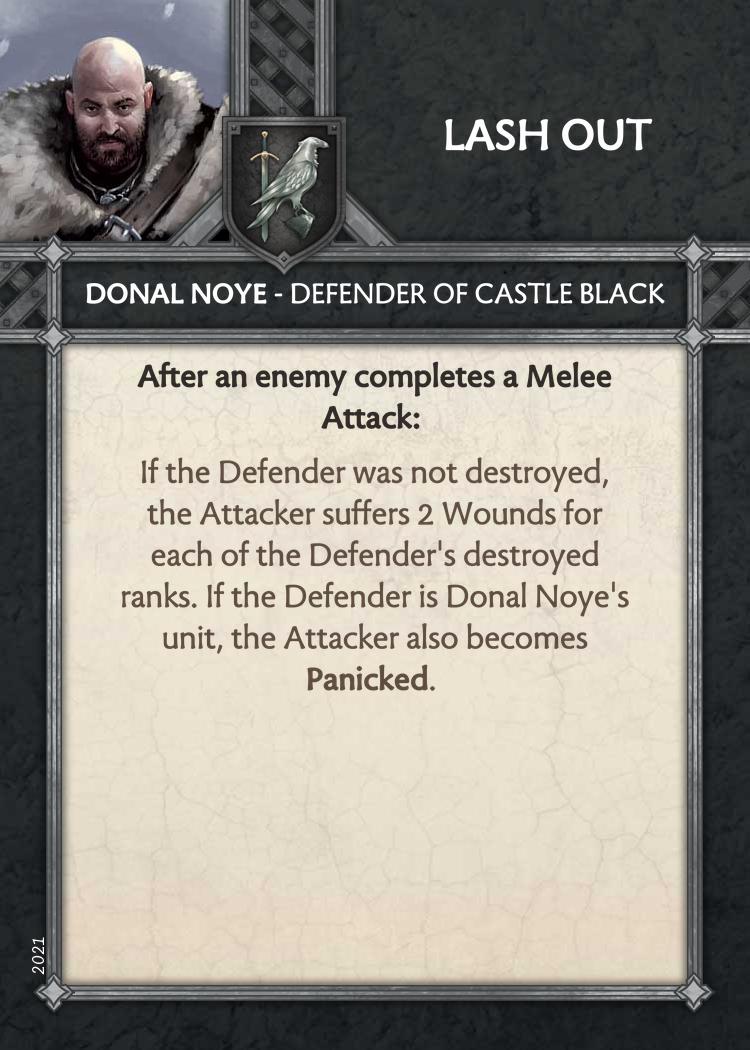 LASH OUT
DONAL NOYE - DEFENDER OF CASTLE BLACK
After an enemy completes a Melee
Attack:
If the Defender was not destroyed,
the Attacker suffers 2 Wounds for
each of the Defender's destroyed
ranks. If the Defender is Donal Noye's
unit, the Attacker also becomes
Panicked.
2021